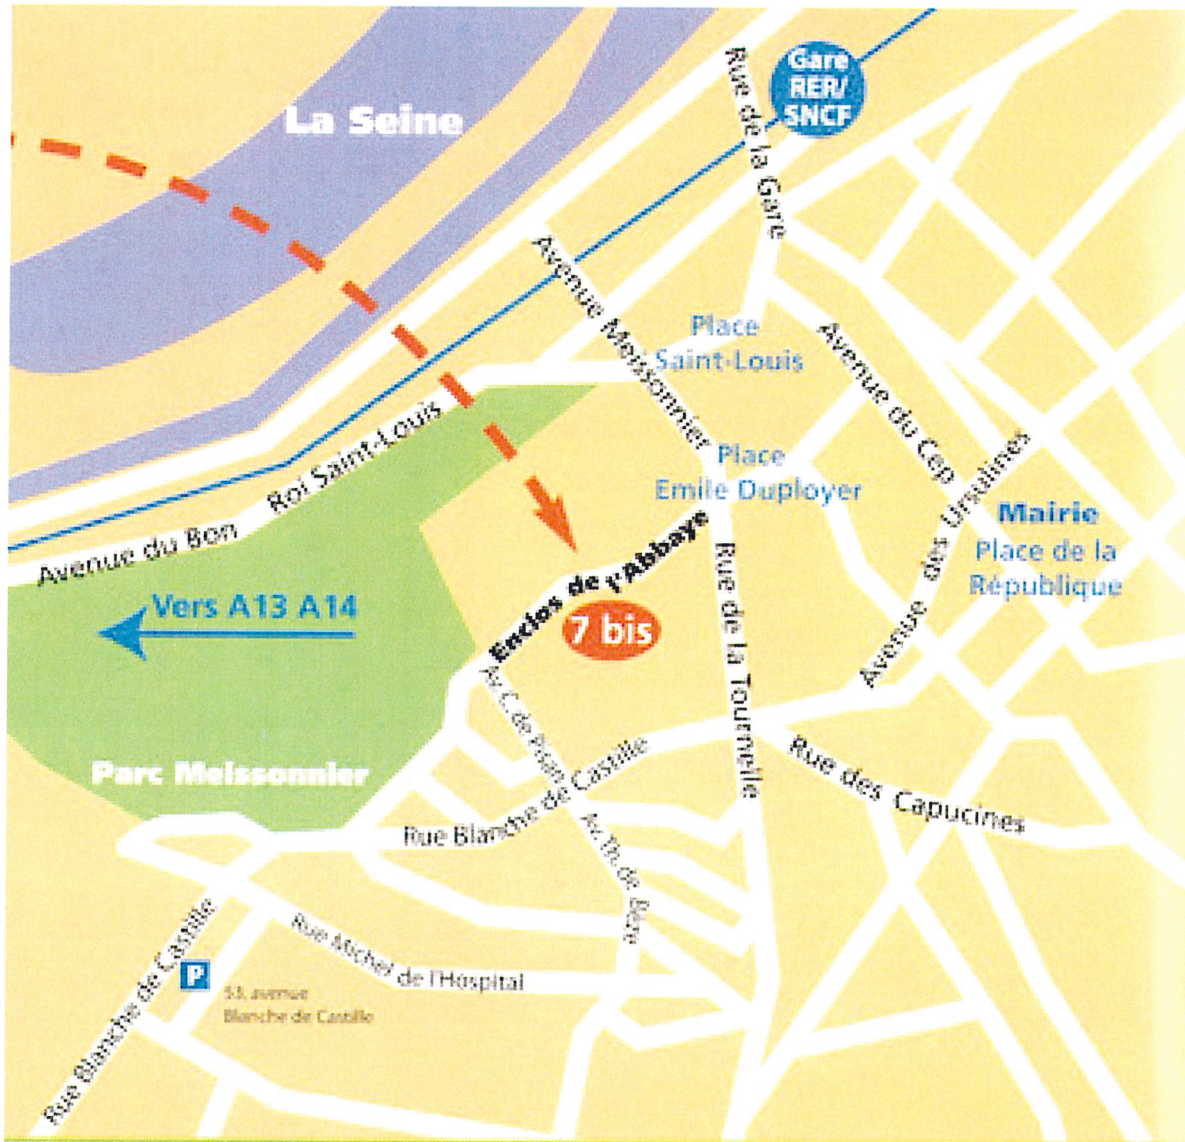 Gare
RER/
SNCF
La Seine
Rue de la Gare
Avenue Meissonnier
Place
Saint-Louis
Avenue du Cep
Roi Saint-Louis
Avenue du Bon
Place
Emile Duployer
Avenue des Ursulines
Mairie
Place de la
République
Enclos de l'Abbaye
7 bis
Vers A13 A14
Rue de la Tournelle
Av. C. de Pisan
Parc Meissonnier
Rue Blanche de Castille
Rue des Capucines
Av. Th. de Bèze
Rue Michel de l'Hospital
Rue Blanche de Castille
P
53, avenue
Blanche de Castille